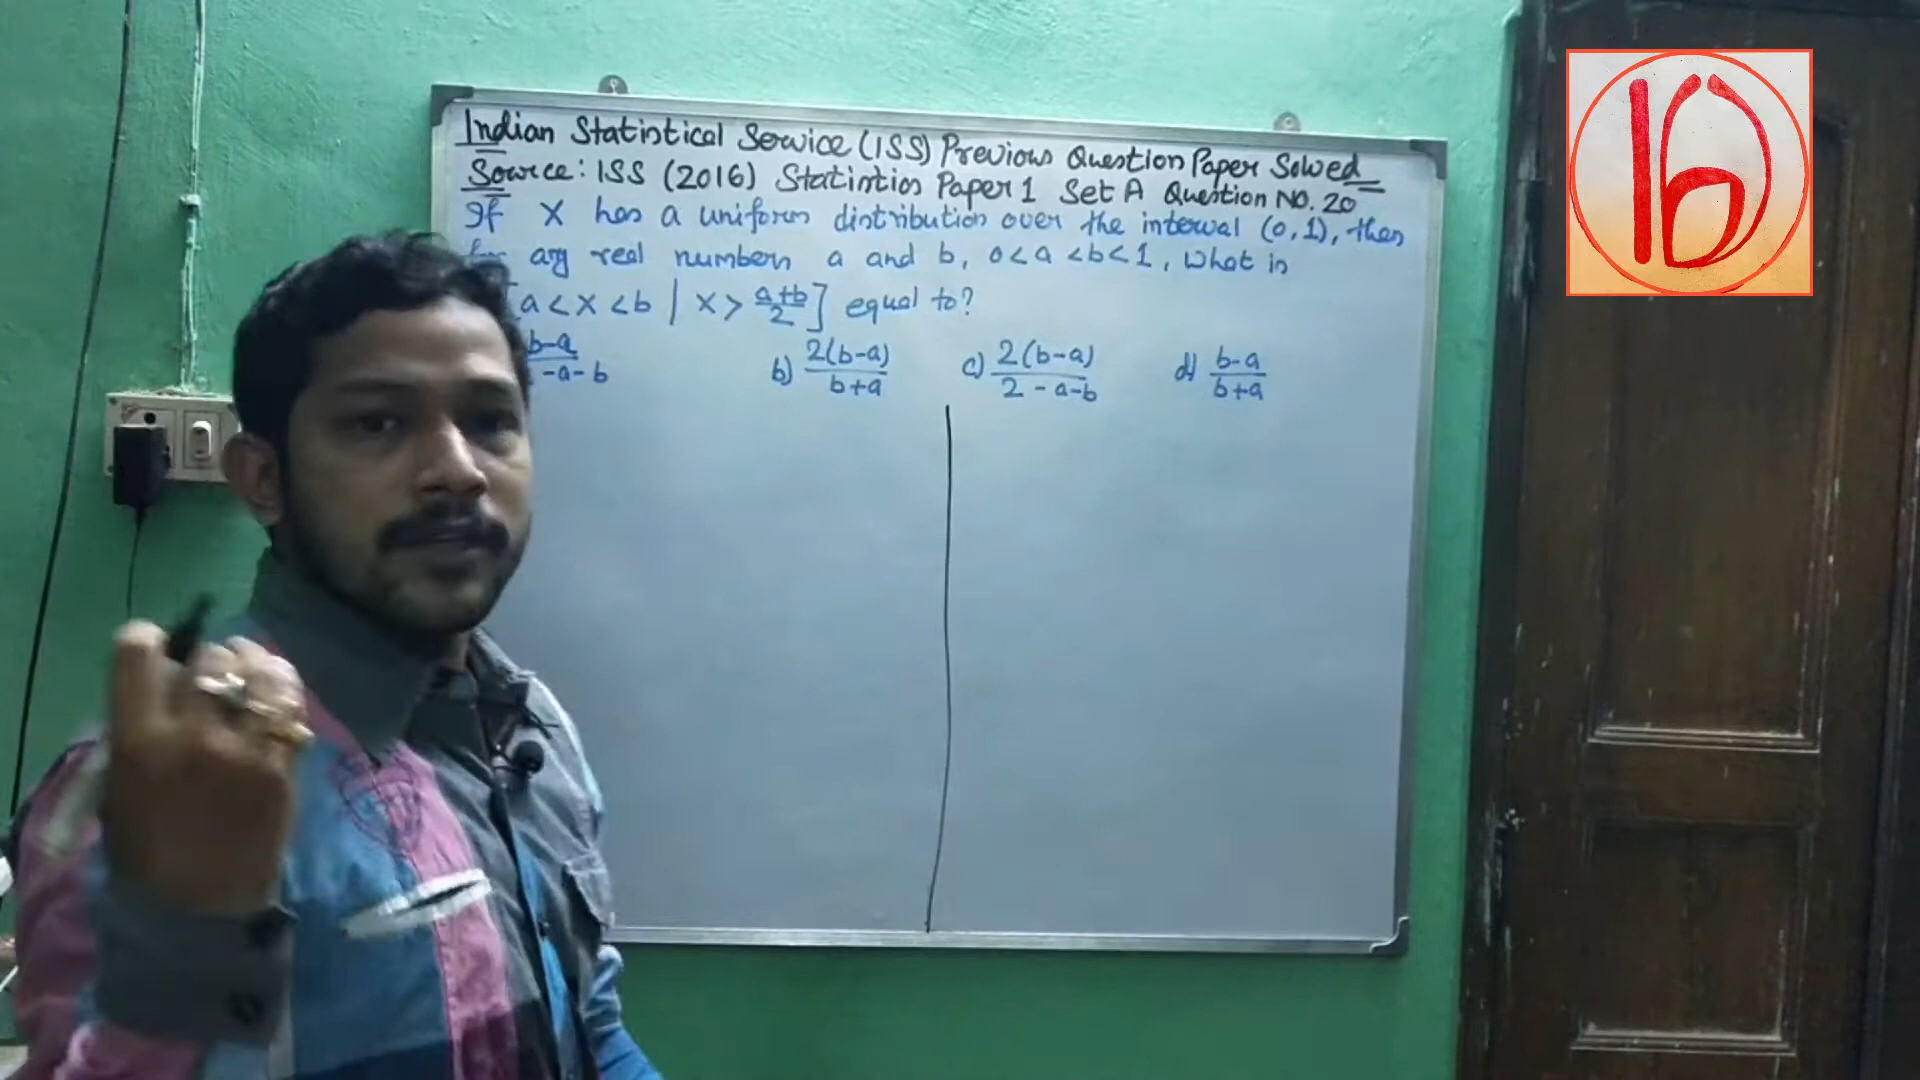 Indian Statistical Service (ISS) Previous Question Paper Solved
Source: ISS (2016) Statistics Paper 1 Set A Question No. 20
If X has a uniform distribution over the interval (0,1), then
any real numbers a and b, 0<a<b<1, what is
[a<X<b | X> (a+b)/2] equal to?
b-a / -a-b b) 2(b-a)/b+a c) 2(b-a)/2-a-b d) b-a/b+a